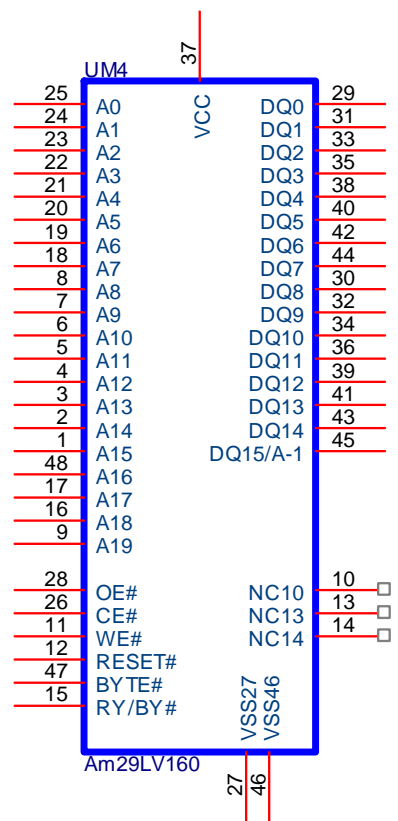 37
UM4
VCC
25 A0 DQ0 29
24 A1 DQ1 31
23 A2 DQ2 33
22 A3 DQ3 35
21 A4 DQ4 38
20 A5 DQ5 40
19 A6 DQ6 42
18 A7 DQ7 44
8 A8 DQ8 30
7 A9 DQ9 32
6 A10 DQ10 34
5 A11 DQ11 36
4 A12 DQ12 39
3 A13 DQ13 41
2 A14 DQ14 43
1 A15 DQ15/A-1 45
48 A16
17 A17
16 A18
9 A19
28 OE# NC10 10
26 CE# NC13 13
11 WE# NC14 14
12 RESET#
47 BYTE#
15 RY/BY#
VSS27 VSS46
Am29LV160
27 46